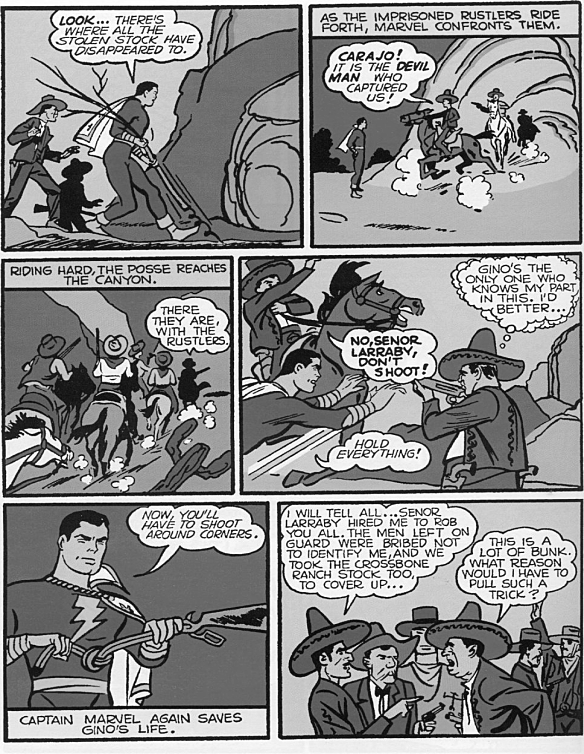 LOOK... THERE'S
WHERE ALL THE
STOLEN STOCK HAVE
DISAPPEARED TO.
AS THE IMPRISONED RUSTLERS RIDE
FORTH, MARVEL CONFRONTS THEM.
CARAJO!
IT IS THE DEVIL
MAN WHO
CAPTURED
US!
RIDING HARD, THE POSSE REACHES
THE CANYON.
THERE
THEY ARE,
WITH THE
RUSTLERS.
GINO'S THE
ONLY ONE WHO
KNOWS MY PART
IN THIS. I'D
BETTER...
NO, SENOR
LARRABY,
DON'T
SHOOT!
HOLD
EVERYTHING!
NOW, YOU'LL
HAVE TO SHOOT
AROUND CORNERS.
CAPTAIN MARVEL AGAIN SAVES
GINO'S LIFE.
I WILL TELL ALL... SENOR
LARRABY HIRED ME TO ROB
YOU ALL. THE MEN LEFT ON
GUARD WERE BRIBED NOT
TO IDENTIFY ME, AND WE
TOOK THE CROSSBONE
RANCH STOCK TOO,
TO COVER UP...
THIS IS A
LOT OF BUNK.
WHAT REASON
WOULD I HAVE TO
PULL SUCH A
TRICK?